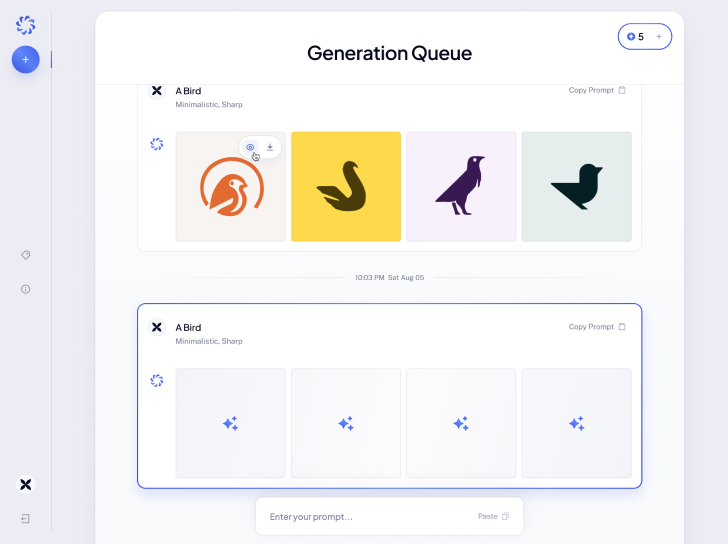 5 +
Generation Queue
A Bird
Copy Prompt
Minimalistic, Sharp
10:03 PM Sat Aug 05
A Bird
Copy Prompt
Minimalistic, Sharp
Enter your prompt...
Paste